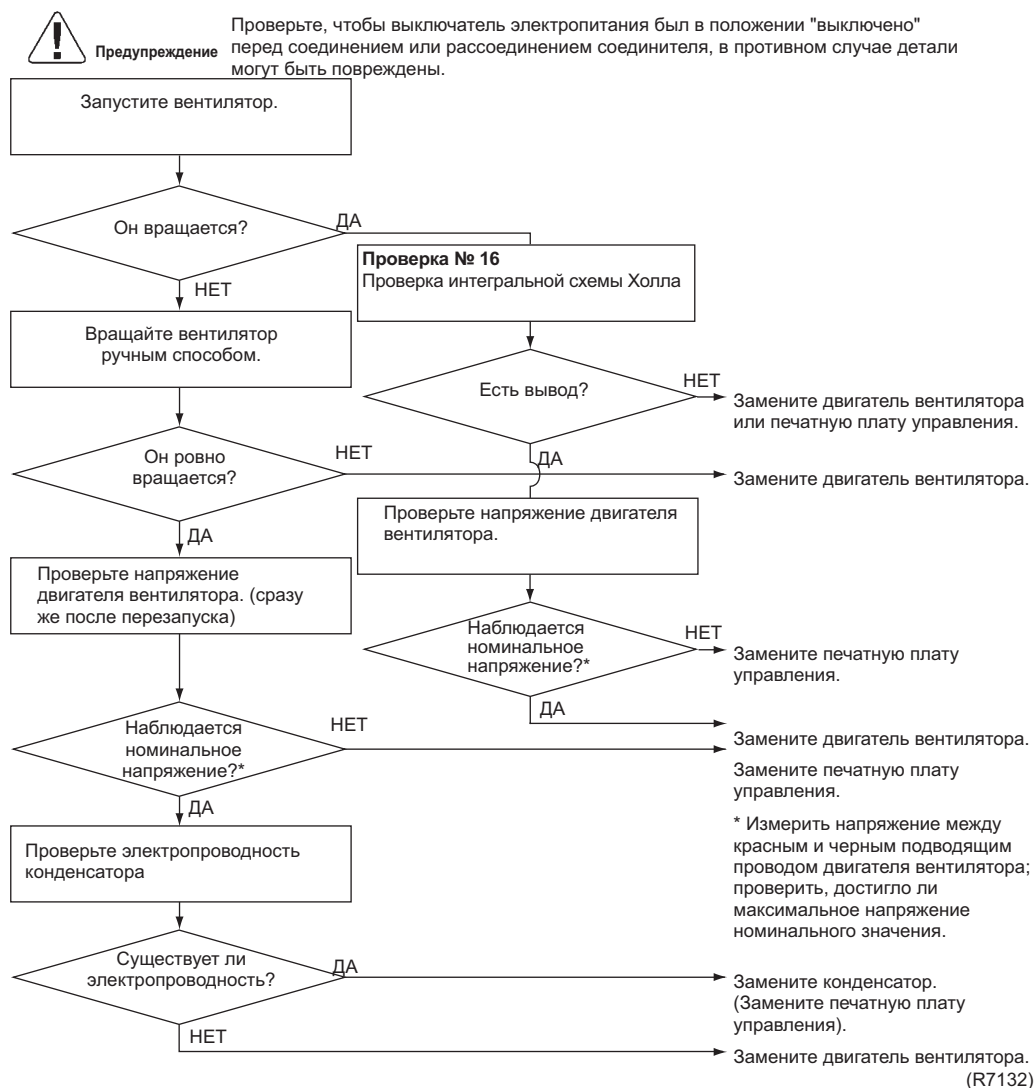 Предупреждение
Проверьте, чтобы выключатель электропитания был в положении "выключено"
перед соединением или рассоединением соединителя, в противном случае детали
могут быть повреждены.
Запустите вентилятор.
Он вращается?
ДА
НЕТ
Проверка № 16
Проверка интегральной схемы Холла
Вращайте вентилятор
ручным способом.
Есть вывод?
НЕТ
Замените двигатель вентилятора
или печатную плату управления.
ДА
Он ровно
вращается?
НЕТ
Замените двигатель вентилятора.
ДА
Проверьте напряжение двигателя
вентилятора.
Проверьте напряжение
двигателя вентилятора. (сразу
же после перезапуска)
Наблюдается
номинальное
напряжение?*
НЕТ
Замените печатную плату
управления.
ДА
Замените двигатель вентилятора.
Наблюдается
номинальное
напряжение?*
НЕТ
Замените печатную плату
управления.
ДА
* Измерить напряжение между
красным и черным подводящим
проводом двигателя вентилятора;
проверить, достигло ли
максимальное напряжение
номинального значения.
Проверьте электропроводность
конденсатора
Существует ли
электропроводность?
ДА
Замените конденсатор.
(Замените печатную плату
управления).
НЕТ
Замените двигатель вентилятора.
(R7132)